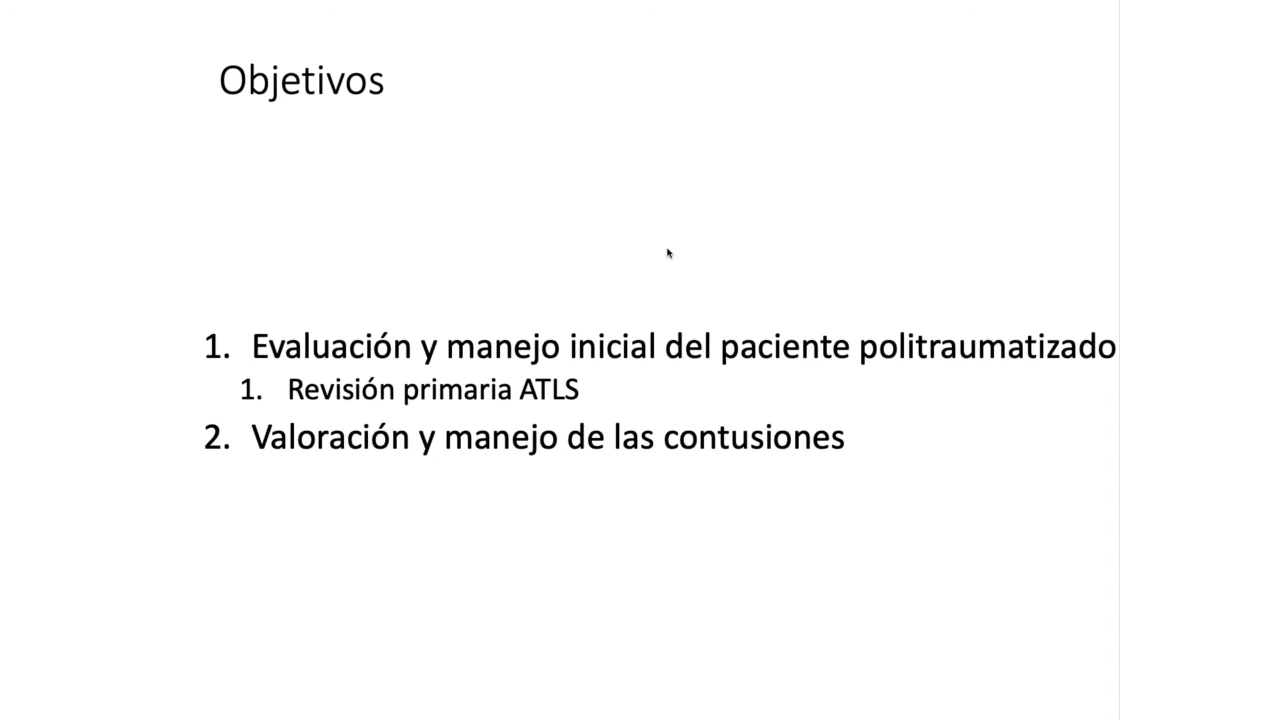 Objetivos
1. Evaluación y manejo inicial del paciente politraumatizado
1. Revisión primaria ATLS
2. Valoración y manejo de las contusiones